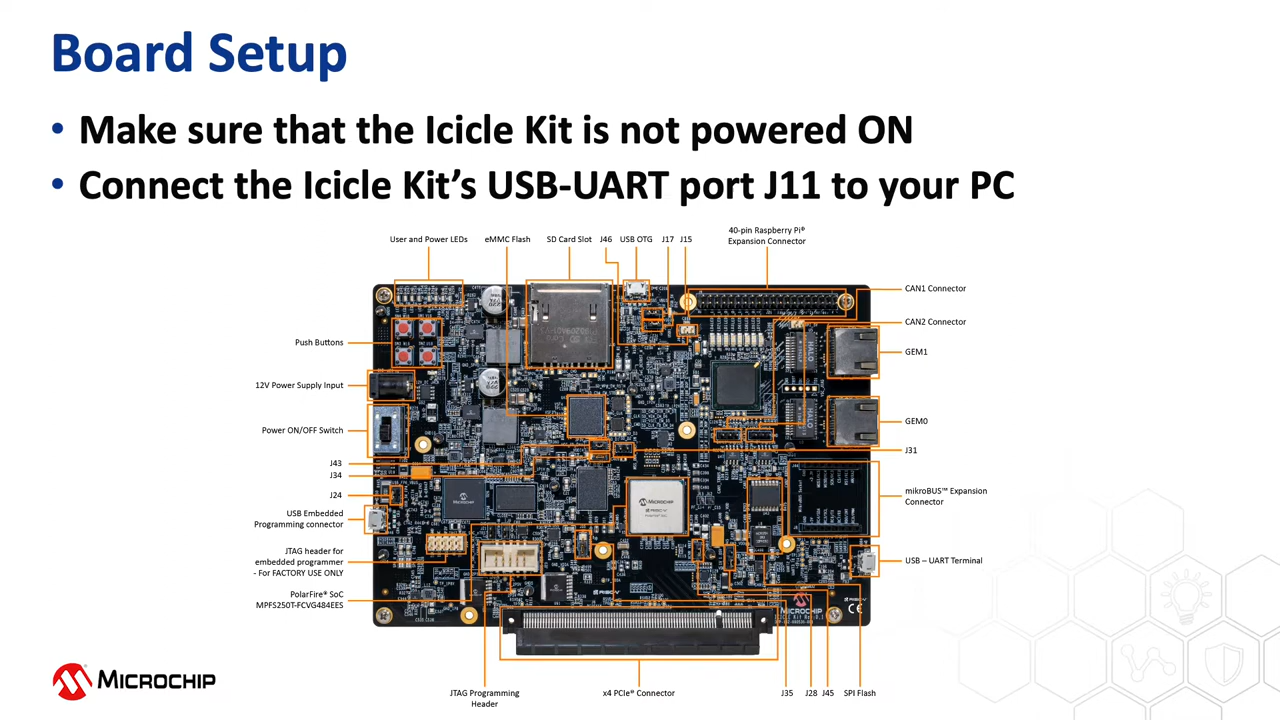 Board Setup
• Make sure that the Icicle Kit is not powered ON
• Connect the Icicle Kit's USB-UART port J11 to your PC
User and Power LEDs
eMMC Flash
SD Card Slot
J46
USB OTG
J17
J15
40-pin Raspberry Pi®
Expansion Connector
CAN1 Connector
CAN2 Connector
GEM1
GEM0
J31
mikroBUS™ Expansion
Connector
USB – UART Terminal
Push Buttons
12V Power Supply Input
Power ON/OFF Switch
J43
J34
J24
USB Embedded
Programming connector
JTAG header for
embedded programmer
- For FACTORY USE ONLY
PolarFire® SoC
MPFS250T-FCVG484EES
MICROCHIP
RISC-V
HALO
HALO
MICROCHIP
JTAG Programming
Header
x4 PCIe® Connector
J35
J28
J45
SPI Flash
MICROCHIP